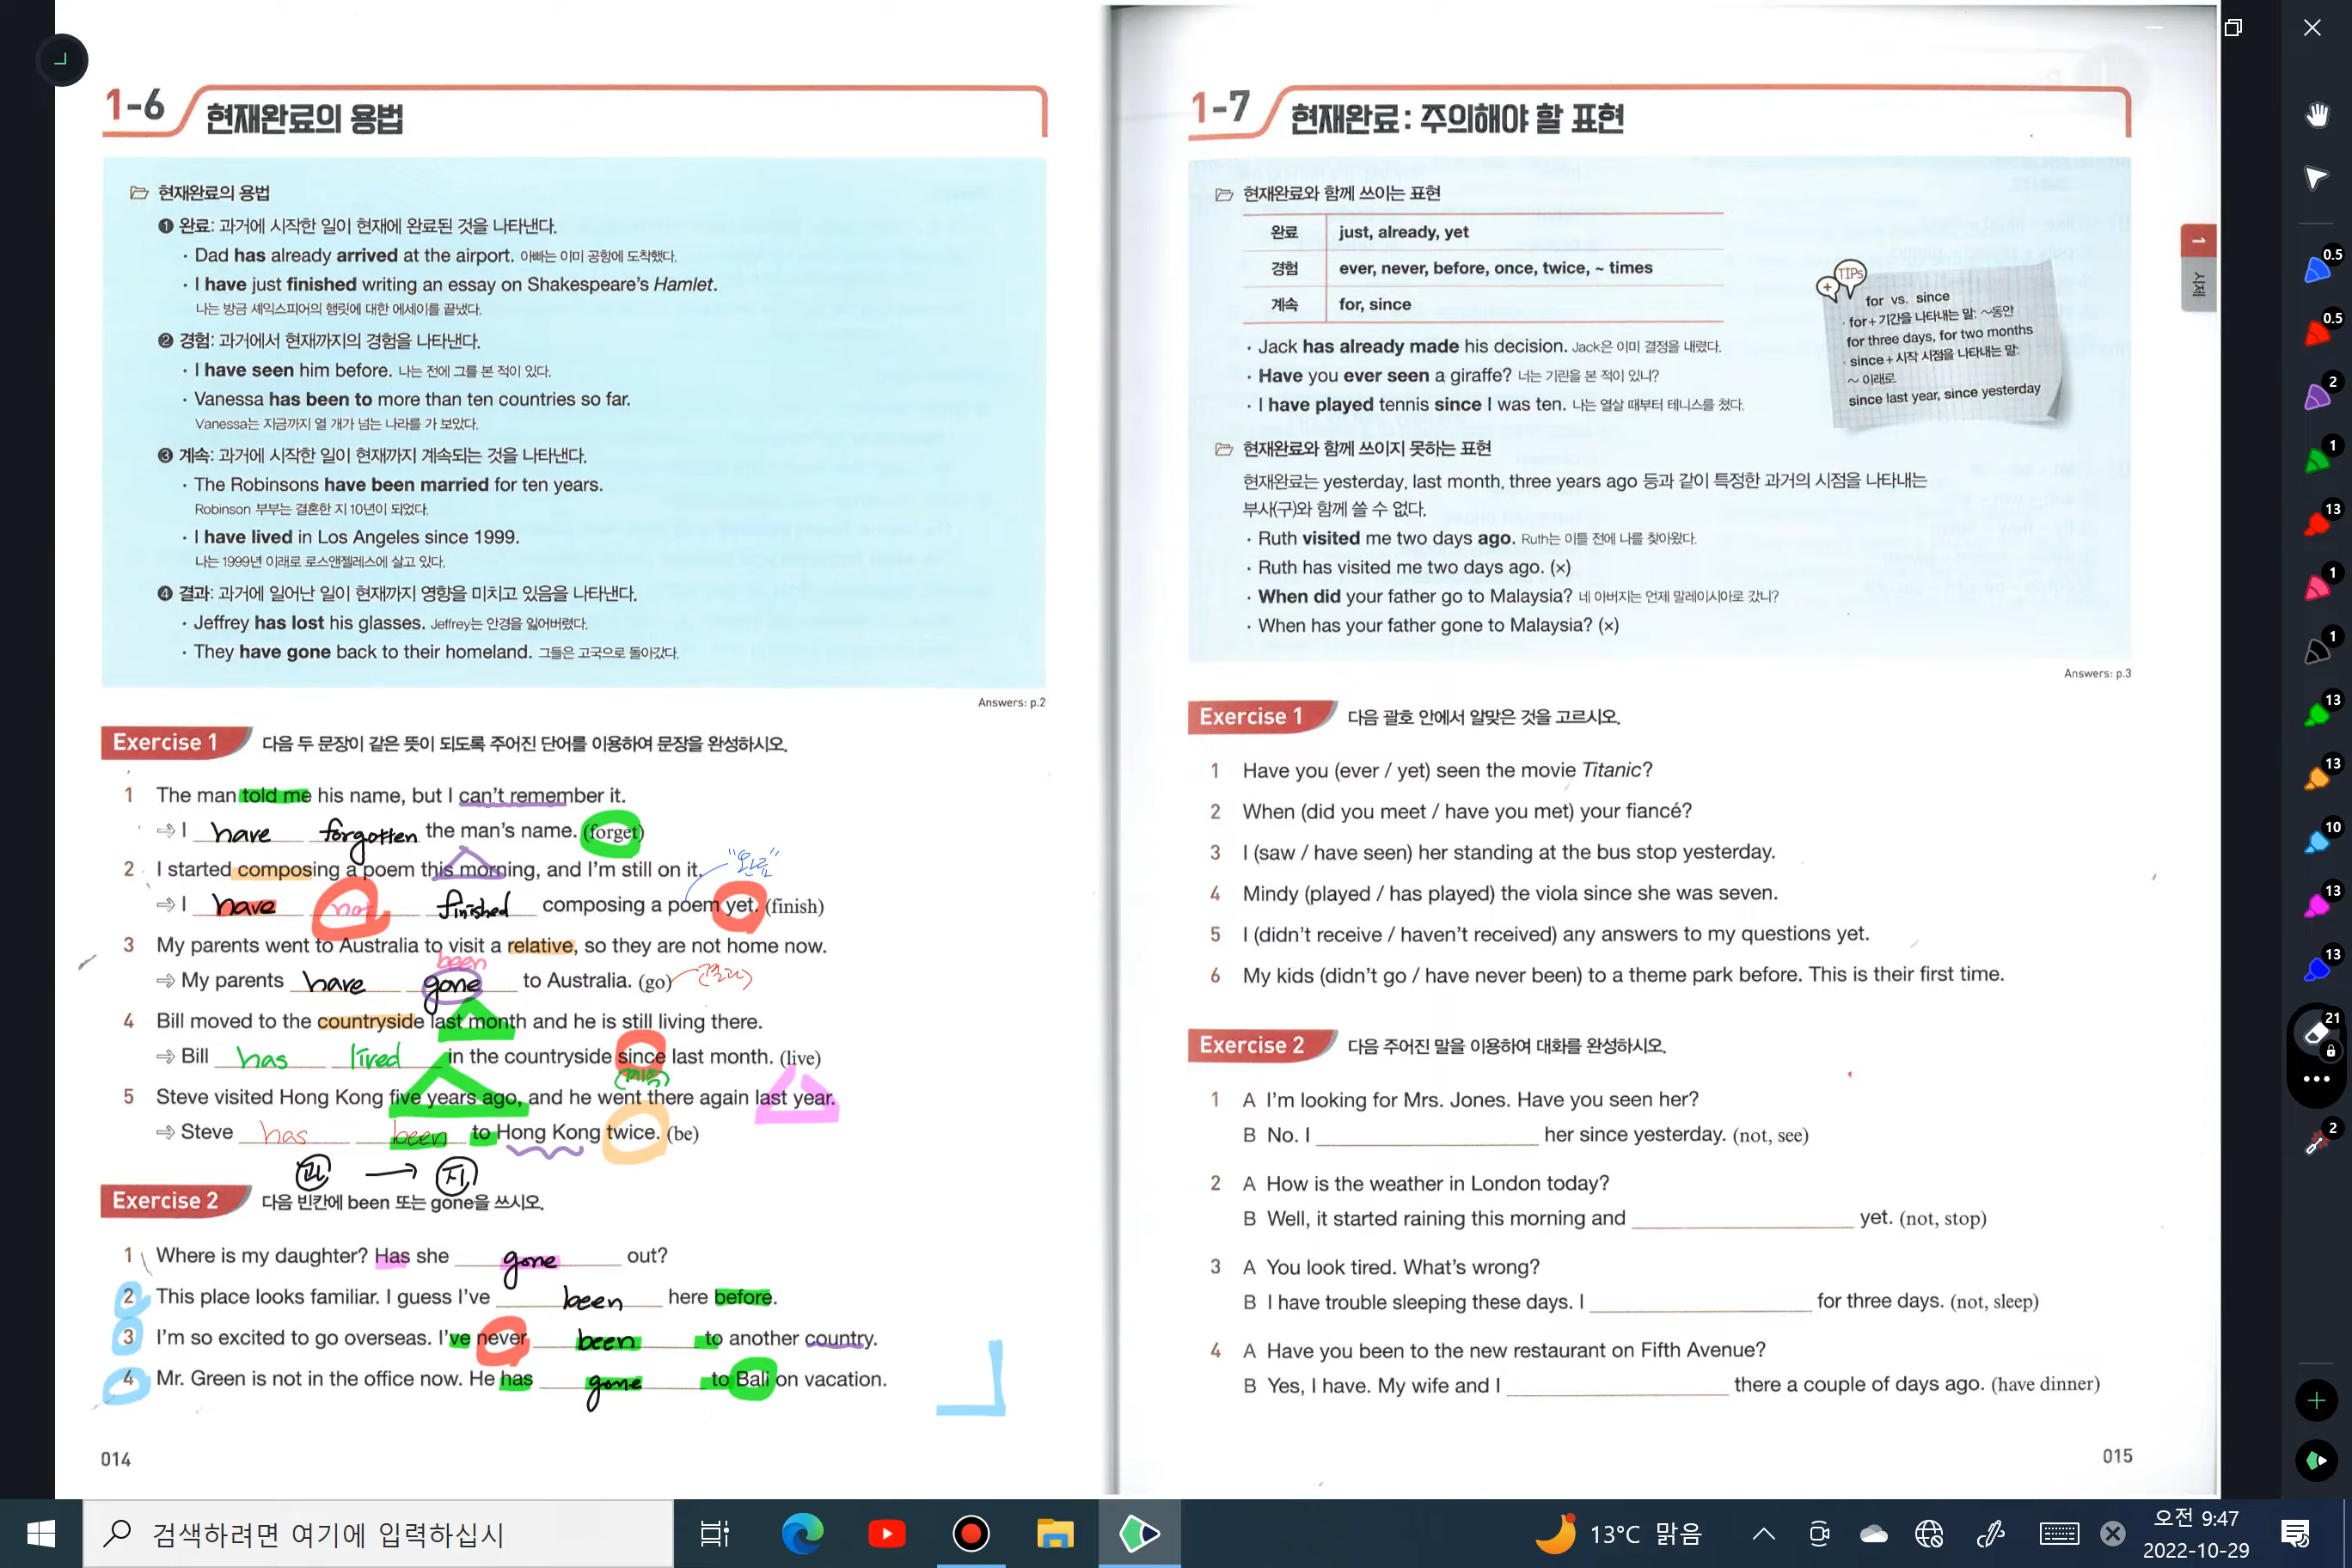 1-6 현재완료의 용법
현재완료의 용법
❶ 완료: 과거에 시작한 일이 현재에 완료된 것을 나타낸다.
· Dad has already arrived at the airport. 아빠는 이미 공항에 도착했다.
· I have just finished writing an essay on Shakespeare's Hamlet.
나는 방금 셰익스피어의 햄릿에 대한 에세이를 끝냈다.
❷ 경험: 과거에서 현재까지의 경험을 나타낸다.
· I have seen him before. 나는 전에 그를 본 적이 있다.
· Vanessa has been to more than ten countries so far.
Vanessa는 지금까지 열 개가 넘는 나라를 가 보았다.
❸ 계속: 과거에 시작한 일이 현재까지 계속되는 것을 나타낸다.
· The Robinsons have been married for ten years.
Robinson 부부는 결혼한 지 10년이 되었다.
· I have lived in Los Angeles since 1999.
나는 1999년 이래로 로스앤젤레스에 살고 있다.
❹ 결과: 과거에 일어난 일이 현재까지 영향을 미치고 있음을 나타낸다.
· Jeffrey has lost his glasses. Jeffrey는 안경을 잃어버렸다.
· They have gone back to their homeland. 그들은 고국으로 돌아갔다.
Answers: p.2
Exercise 1 다음 두 문장이 같은 뜻이 되도록 주어진 단어를 이용하여 문장을 완성하시오.
1 The man told me his name, but I can't remember it.
⇨ I have forgotten the man's name. (forget)
"완료"
2 I started composing a poem this morning, and I'm still on it.
⇨ I have not finished composing a poem yet. (finish)
3 My parents went to Australia to visit a relative, so they are not home now.
been
⇨ My parents have gone to Australia. (go) (결과)
4 Bill moved to the countryside last month and he is still living there.
⇨ Bill has lived in the countryside since last month. (live)
5 Steve visited Hong Kong five years ago, and he went there again last year.
⇨ Steve has been to Hong Kong twice. (be)
Exercise 2 다음 빈칸에 been 또는 gone을 쓰시오.
1 Where is my daughter? Has she gone out?
2 This place looks familiar. I guess I've been here before.
3 I'm so excited to go overseas. I've never been to another country.
4 Mr. Green is not in the office now. He has gone to Bali on vacation.
014
1-7 현재완료: 주의해야 할 표현
현재완료와 함께 쓰이는 표현
완료 just, already, yet
경험 ever, never, before, once, twice, ~ times
계속 for, since
· Jack has already made his decision. Jack은 이미 결정을 내렸다.
· Have you ever seen a giraffe? 너는 기린을 본 적이 있니?
· I have played tennis since I was ten. 나는 열살 때부터 테니스를 쳤다.
TIPs
for vs. since
· for+기간을 나타내는 말: ~동안
for three days, for two months
· since+시작 시점을 나타내는 말:
~ 이래로
since last year, since yesterday
현재완료와 함께 쓰이지 못하는 표현
현재완료는 yesterday, last month, three years ago 등과 같이 특정한 과거의 시점을 나타내는
부사(구)와 함께 쓸 수 없다.
· Ruth visited me two days ago. Ruth는 이틀 전에 나를 찾아왔다.
· Ruth has visited me two days ago. (×)
· When did your father go to Malaysia? 네 아버지는 언제 말레이시아로 갔니?
· When has your father gone to Malaysia? (×)
Answers: p.3
1
시제
Exercise 1 다음 괄호 안에서 알맞은 것을 고르시오.
1 Have you (ever / yet) seen the movie Titanic?
2 When (did you meet / have you met) your fiancé?
3 I (saw / have seen) her standing at the bus stop yesterday.
4 Mindy (played / has played) the viola since she was seven.
5 I (didn't receive / haven't received) any answers to my questions yet.
6 My kids (didn't go / have never been) to a theme park before. This is their first time.
Exercise 2 다음 주어진 말을 이용하여 대화를 완성하시오.
1 A I'm looking for Mrs. Jones. Have you seen her?
B No. I ____ her since yesterday. (not, see)
2 A How is the weather in London today?
B Well, it started raining this morning and ____ yet. (not, stop)
3 A You look tired. What's wrong?
B I have trouble sleeping these days. I ____ for three days. (not, sleep)
4 A Have you been to the new restaurant on Fifth Avenue?
B Yes, I have. My wife and I ____ there a couple of days ago. (have dinner)
015
0.5
0.5
2
1
13
1
1
13
13
10
13
13
21
2
검색하려면 여기에 입력하십시
13°C 맑음
오전 9:47
2022-10-29